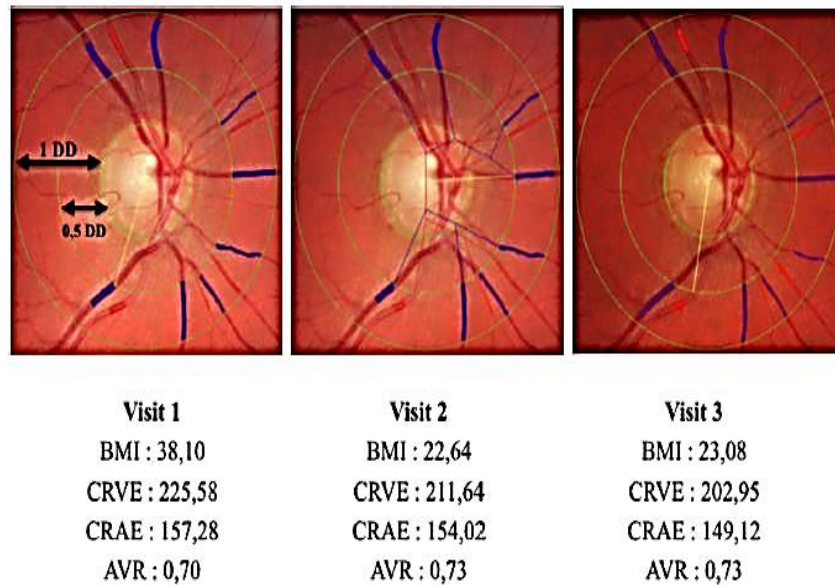 1 DD
0,5 DD
Visit 1
BMI : 38,10
CRVE : 225,58
CRAE : 157,28
AVR : 0,70
Visit 2
BMI : 22,64
CRVE : 211,64
CRAE : 154,02
AVR : 0,73
Visit 3
BMI : 23,08
CRVE : 202,95
CRAE : 149,12
AVR : 0,73